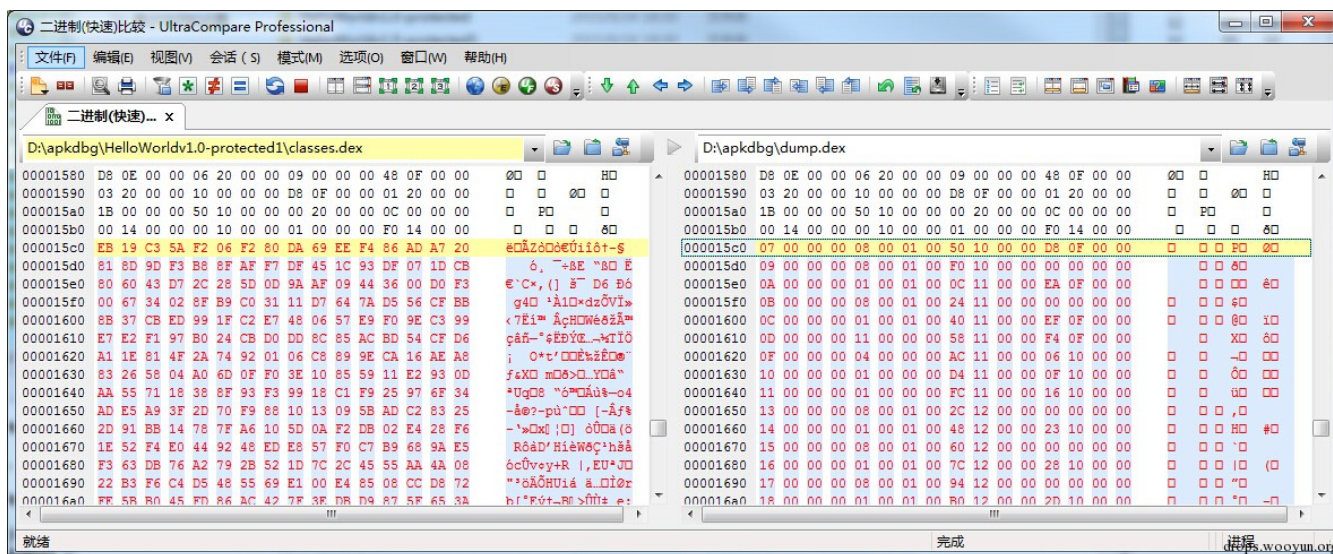 二进制(快速)比较 - UltraCompare Professional
文件(F) 编辑(E) 视图(V) 会话 ( S) 模式(M) 选项(O) 窗口(W) 帮助(H)
二进制(快速)... x
D:\apkdbg\HelloWorldv1.0-protected1\classes.dex
D:\apkdbg\dump.dex
00001580 D8 0E 00 00 06 20 00 00 09 00 00 00 48 0F 00 00
00001590 03 20 00 00 10 00 00 00 D8 0F 00 00 01 20 00 00
000015a0 1B 00 00 00 50 10 00 00 00 20 00 00 0C 00 00 00
000015b0 00 14 00 00 00 10 00 00 01 00 00 00 F0 14 00 00
000015c0 EB 19 C3 5A F2 06 F2 80 DA 69 EE F4 86 AD A7 20
000015d0 81 8D 9D F3 B8 8F AF F7 DF 45 1C 93 DF 07 1D CB
000015e0 80 60 43 D7 2C 28 5D 0D 9A AF 09 44 36 00 D0 F3
000015f0 00 67 34 02 8F B9 C0 31 11 D7 64 7A D5 56 CF BB
00001600 8B 37 CB ED 99 1F C2 E7 48 06 57 E9 F0 9E C3 99
00001610 E7 E2 F1 97 B0 24 CB D0 DD 8C 85 AC BD 54 CF D6
00001620 A1 1E 81 4F 2A 74 92 01 06 C8 89 9E CA 16 AE A8
00001630 83 26 58 04 A0 6D 0F F0 3E 10 85 59 11 E2 93 0D
00001640 AA 55 71 18 38 8F 93 F3 99 18 C1 F9 25 97 6F 34
00001650 AD E5 A9 3F 2D 70 F9 88 10 13 09 5B AD C2 83 25
00001660 2D 91 BB 14 78 7F A6 10 5D 0A F2 DB 02 E4 28 F6
00001670 1E 52 F4 E0 44 92 48 ED E8 57 F0 C7 B9 68 9A E5
00001680 F3 63 DB 76 A2 79 2B 52 1D 7C 2C 45 55 AA 4A 08
00001690 22 B3 F6 C4 D5 48 55 69 E1 00 E4 85 08 CC D8 72
000016a0 FE 5B B0 45 FD 86 AC 42 7F 3E DB D9 87 5F 65 3A
00001580 D8 0E 00 00 06 20 00 00 09 00 00 00 48 0F 00 00
00001590 03 20 00 00 10 00 00 00 D8 0F 00 00 01 20 00 00
000015a0 1B 00 00 00 50 10 00 00 00 20 00 00 0C 00 00 00
000015b0 00 14 00 00 00 10 00 00 01 00 00 00 F0 14 00 00
000015c0 07 00 00 00 08 00 01 00 50 10 00 00 D8 0F 00 00
000015d0 09 00 00 00 08 00 01 00 F0 10 00 00 00 00 00 00
000015e0 0A 00 00 00 01 00 01 00 0C 11 00 00 EA 0F 00 00
000015f0 0B 00 00 00 08 00 01 00 24 11 00 00 00 00 00 00
00001600 0C 00 00 00 01 00 01 00 40 11 00 00 EF 0F 00 00
00001610 0D 00 00 00 11 00 00 00 58 11 00 00 F4 0F 00 00
00001620 0F 00 00 00 04 00 00 00 AC 11 00 00 06 10 00 00
00001630 10 00 00 00 01 00 00 00 D4 11 00 00 0F 10 00 00
00001640 11 00 00 00 01 00 00 00 FC 11 00 00 16 10 00 00
00001650 13 00 00 00 08 00 01 00 2C 12 00 00 00 00 00 00
00001660 14 00 00 00 01 00 01 00 48 12 00 00 23 10 00 00
00001670 15 00 00 00 08 00 01 00 60 12 00 00 00 00 00 00
00001680 16 00 00 00 01 00 01 00 7C 12 00 00 28 10 00 00
00001690 17 00 00 00 08 00 01 00 94 12 00 00 00 00 00 00
000016a0 18 00 00 00 01 00 01 00 B0 12 00 00 2D 10 00 00
就绪
完成
进程
drops.wooyun.org